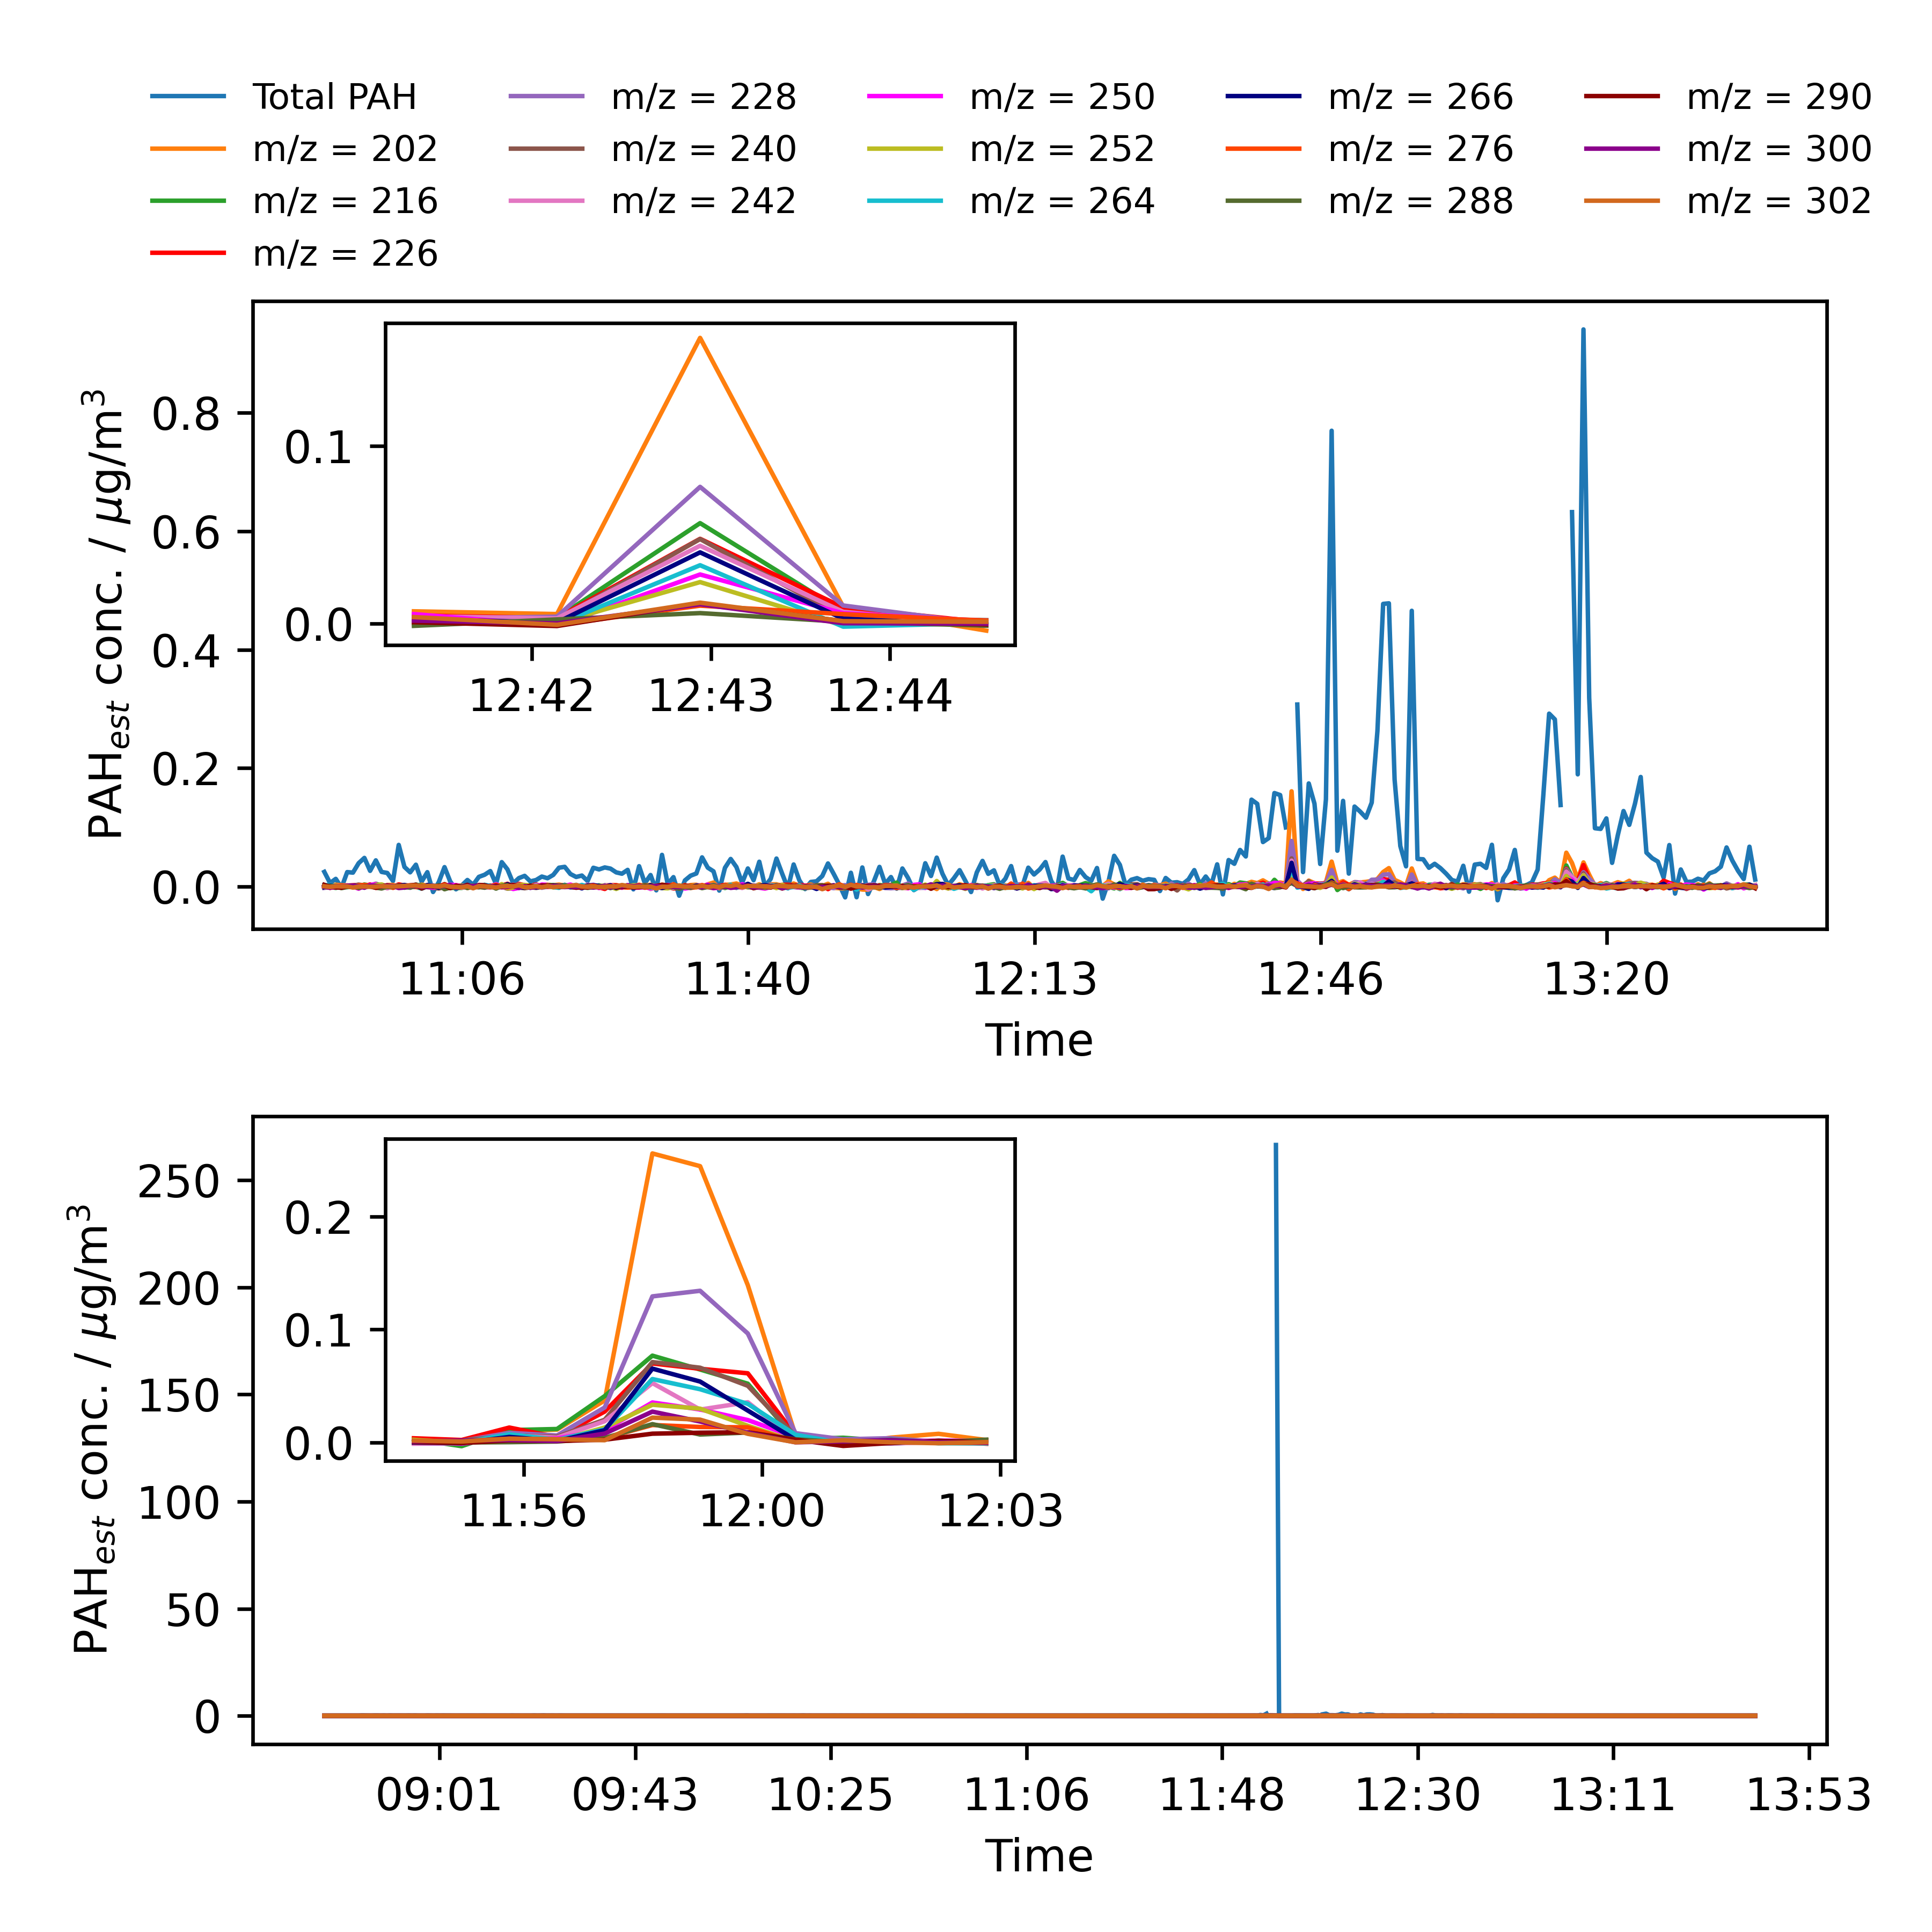 Total PAH m/z = 228 m/z = 250 m/z = 266 m/z = 290
m/z = 202 m/z = 240 m/z = 252 m/z = 276 m/z = 300
m/z = 216 m/z = 242 m/z = 264 m/z = 288 m/z = 302
m/z = 226
PAH_est conc. / µg/m³
0.8
0.6
0.4
0.2
0.0
0.1
0.0
12:42 12:43 12:44
11:06 11:40 12:13 12:46 13:20
Time
PAH_est conc. / µg/m³
250
200
150
100
50
0
0.2
0.1
0.0
11:56 12:00 12:03
09:01 09:43 10:25 11:06 11:48 12:30 13:11 13:53
Time